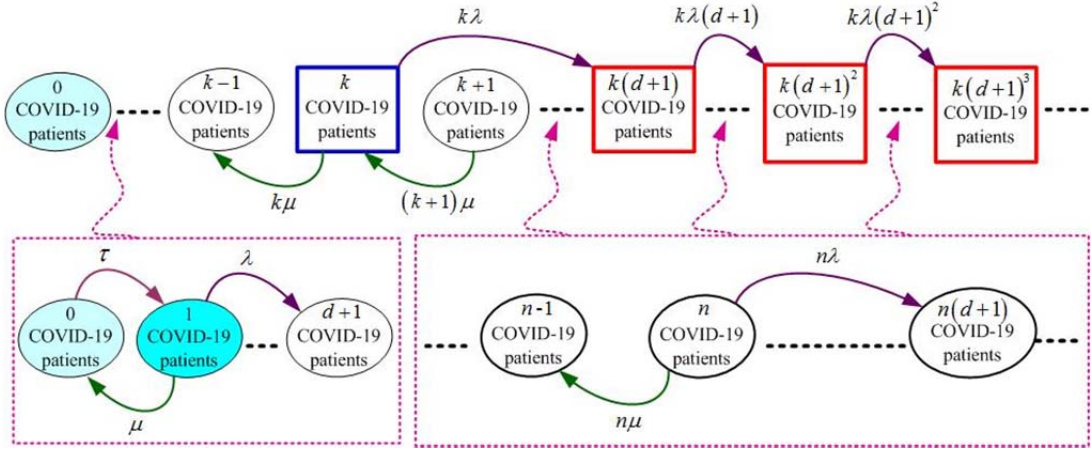 kλ
kλ(d+1)
kλ(d+1)²
0
COVID-19
patients
k−1
COVID-19
patients
k
COVID-19
patients
k+1
COVID-19
patients
k(d+1)
COVID-19
patients
k(d+1)²
COVID-19
patients
k(d+1)³
COVID-19
patients
kμ
(k+1)μ
τ
λ
0
COVID-19
patients
1
COVID-19
patients
d+1
COVID-19
patients
μ
nλ
n-1
COVID-19
patients
n
COVID-19
patients
n(d+1)
COVID-19
patients
nμ